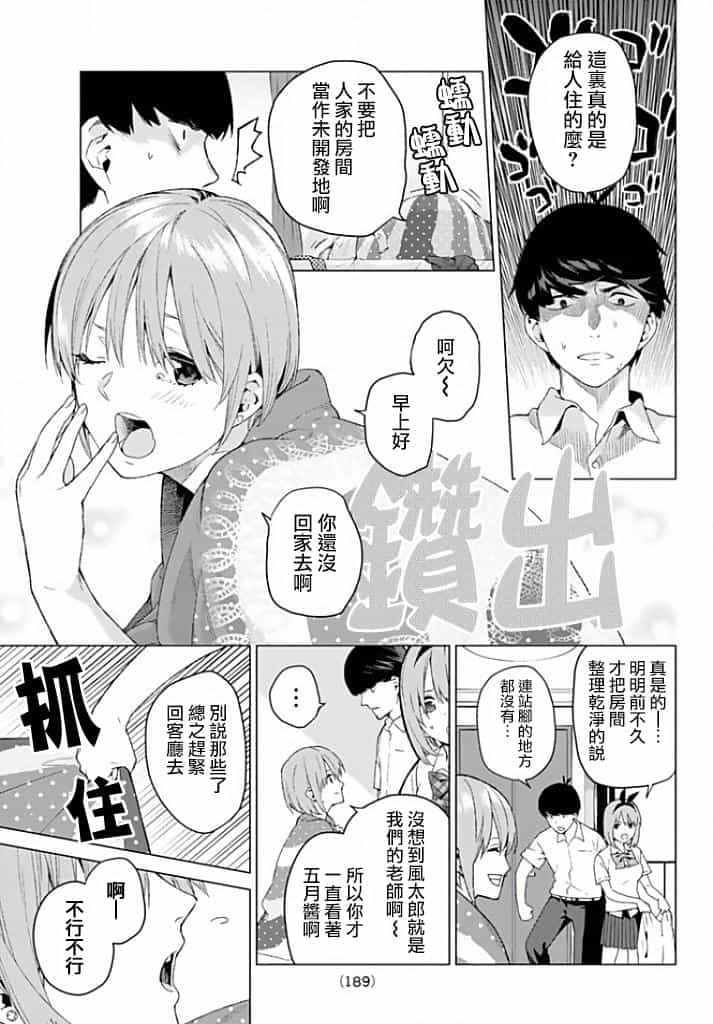 這裏真的是
給人住的麼？
ゴゴゴ
ゴゴゴ
蠕動
蠕動
不要把
人家的房間
當作未開發地啊
呵欠～
早上好
鑽出
你還沒
回家去啊
真是的—…
明明前不久
才把房間
整理乾淨的說
連站腳的地方
都沒有…
…
沒想到風太郎就是
我們的老師啊～
所以你才
一直看著
五月醬啊
別說那些了
總之趕緊
回客廳去
抓住
啊—
不行不行
（189）